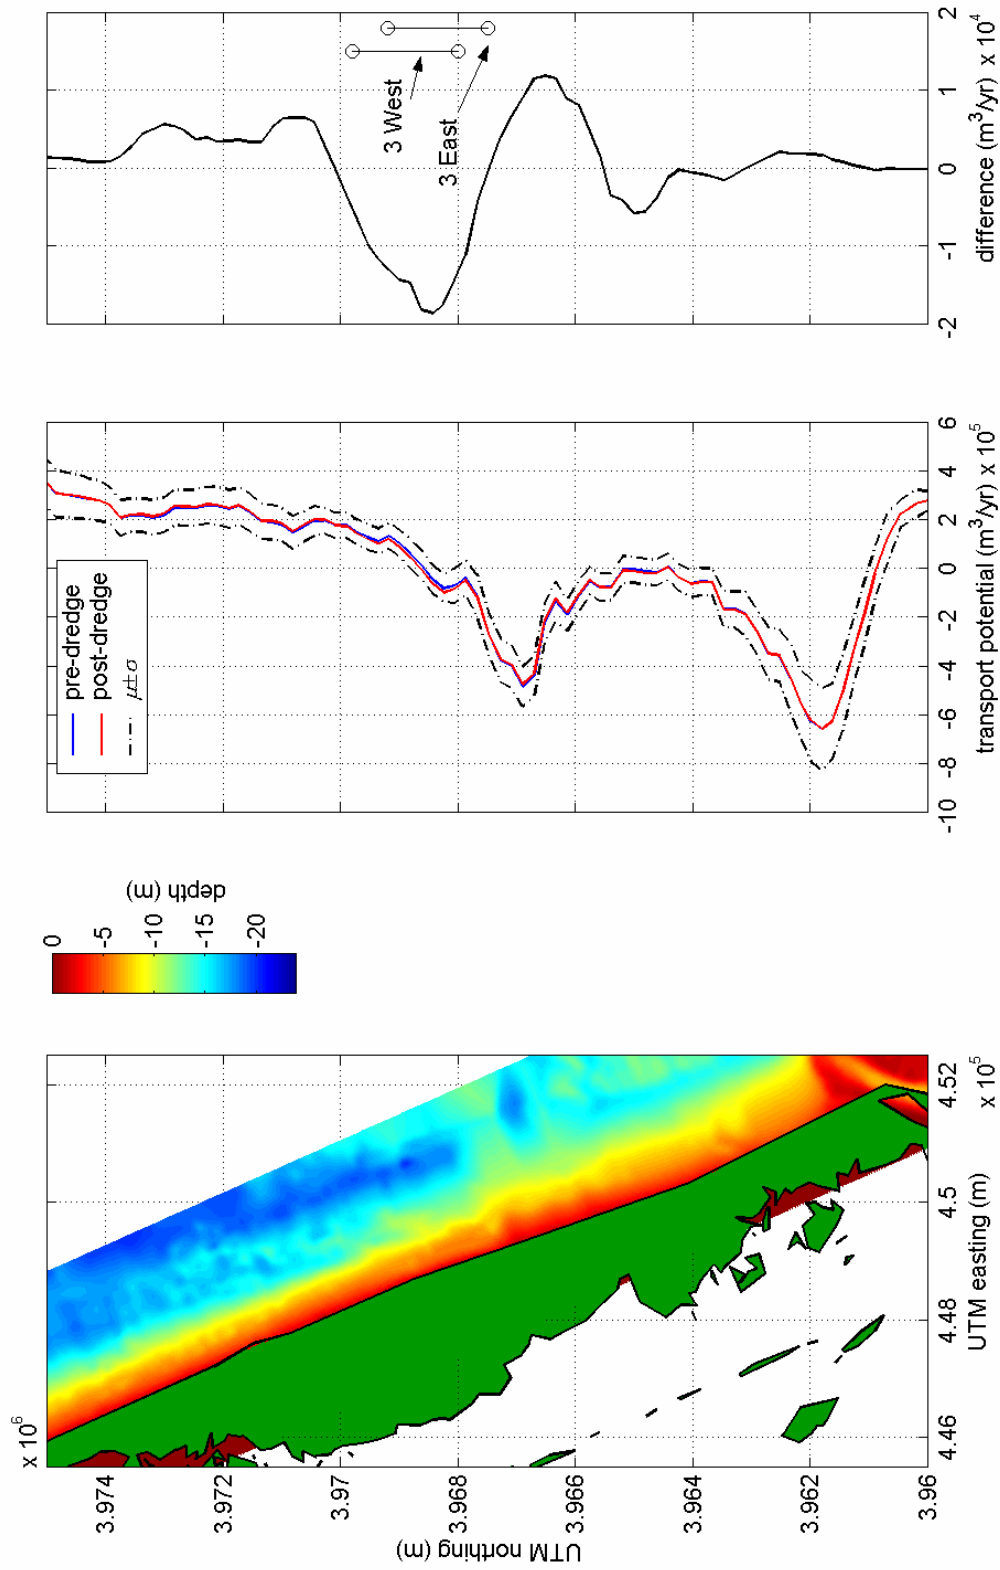 x 10^6
3.974
3.972
3.97
3.968
3.966
3.964
3.962
3.96
UTM northing (m)
4.46
4.48
4.5
4.52
x 10^5
UTM easting (m)
0
-5
-10
-15
-20
depth (m)
pre-dredge
post-dredge
μ±σ
-10
-8
-6
-4
-2
0
2
4
6
transport potential (m^3/yr) x 10^5
3 West
3 East
-2
-1
0
1
2
difference (m^3/yr) x 10^4